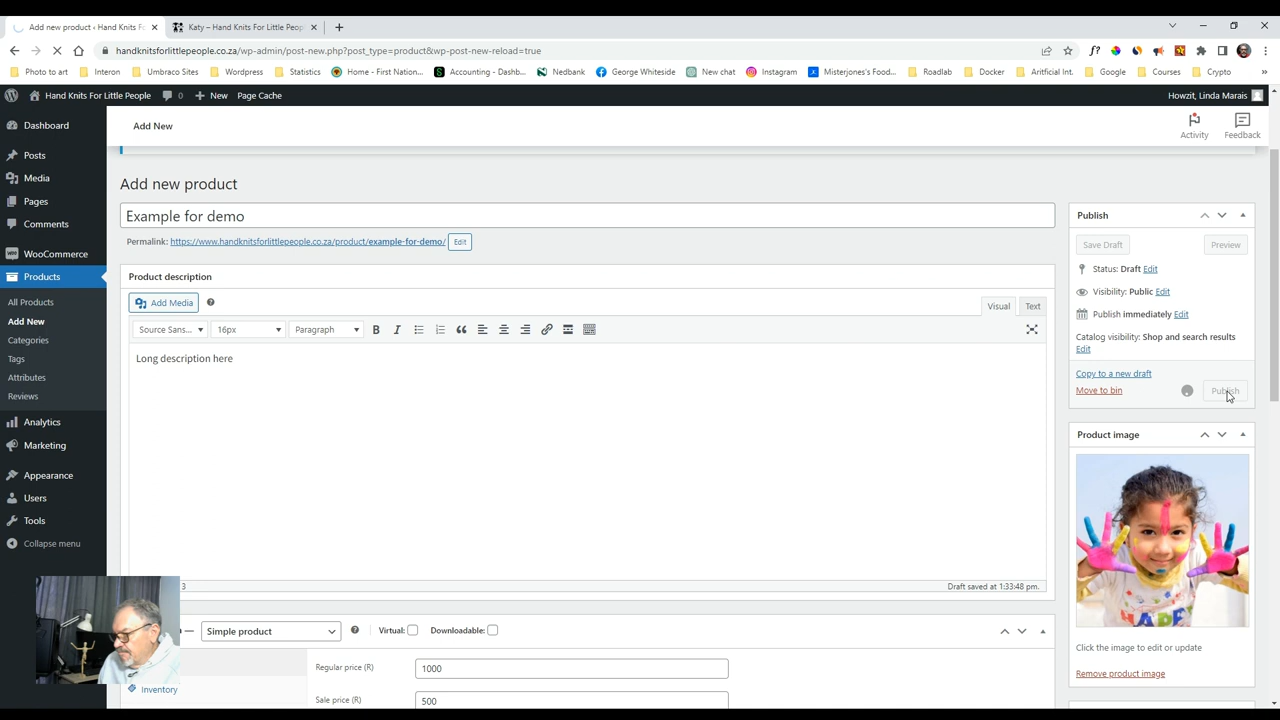 Add new product ‹ Hand Knits F
Katy – Hand Knits For Little Peopl
handknitsforlittlepeople.co.za/wp-admin/post-new.php?post_type=product&wp-post-new-reload=true
Photo to art
Interon
Umbraco Sites
Wordpress
Statistics
Home - First Nation...
Accounting - Dashb...
Nedbank
George Whiteside
New chat
Instagram
Misterjones's Food...
Roadlab
Docker
Aritficial Int.
Google
Courses
Crypto
Hand Knits For Little People
0
New
Page Cache
Howzit, Linda Marais
Dashboard
Posts
Media
Pages
Comments
WooCommerce
Products
All Products
Add New
Categories
Tags
Attributes
Reviews
Analytics
Marketing
Appearance
Users
Tools
Collapse menu
Add New
Activity
Feedback
Add new product
Example for demo
Permalink: https://www.handknitsforlittlepeople.co.za/product/example-for-demo/ Edit
Product description
Add Media
Visual
Text
Source Sans...
16px
Paragraph
Long description here
3
Draft saved at 1:33:48 pm.
—
Simple product
Virtual:
Downloadable:
Regular price (R)
1000
Inventory
Sale price (R)
500
Publish
Save Draft
Preview
Status: Draft Edit
Visibility: Public Edit
Publish immediately Edit
Catalog visibility: Shop and search results
Edit
Copy to a new draft
Move to bin
Publish
Product image
Click the image to edit or update
Remove product image